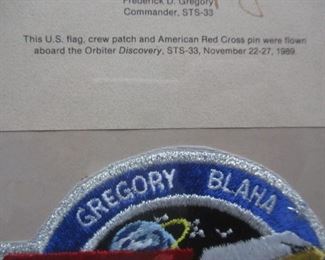 Frederick D. Gregory
Commander, STS-33
This U.S. flag, crew patch and American Red Cross pin were flown
aboard the Orbiter Discovery, STS-33, November 22-27, 1989.
GREGORY BLAHA